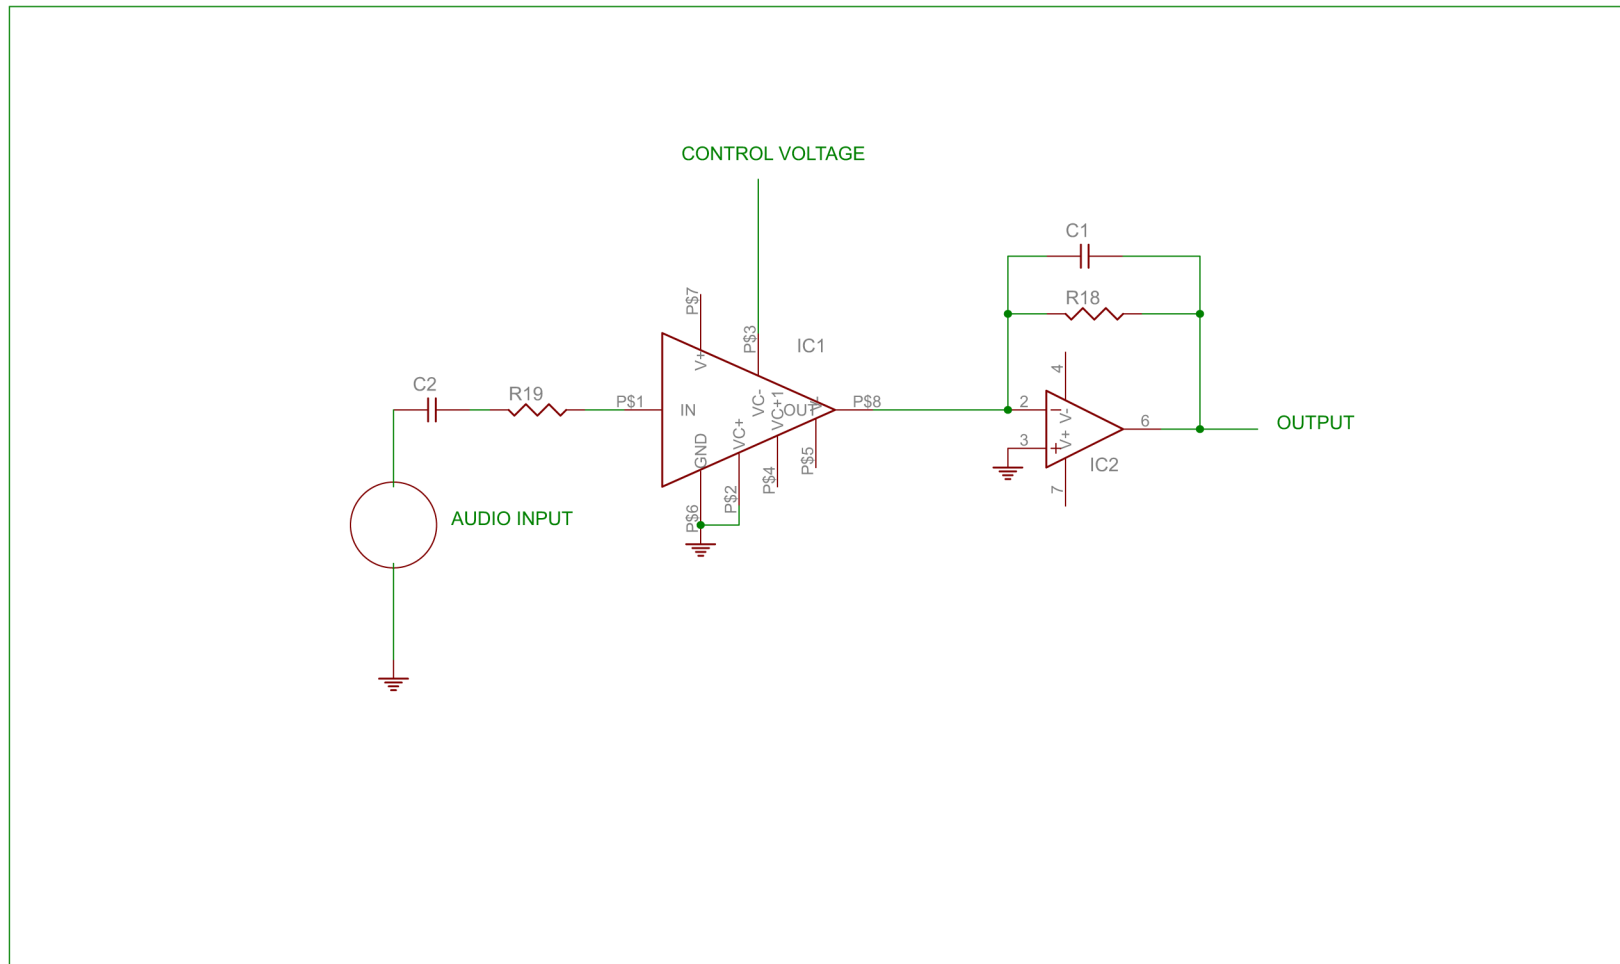 CONTROL VOLTAGE
C1
P$7
R18
P$3
IC1
V+
4
C2
R19
P$1
IN
VC-
VC+1
OUT
V-
P$8
2
V-
6
OUTPUT
GND
VC+
3
V+
IC2
P$2
P$4
P$5
7
P$6
AUDIO INPUT